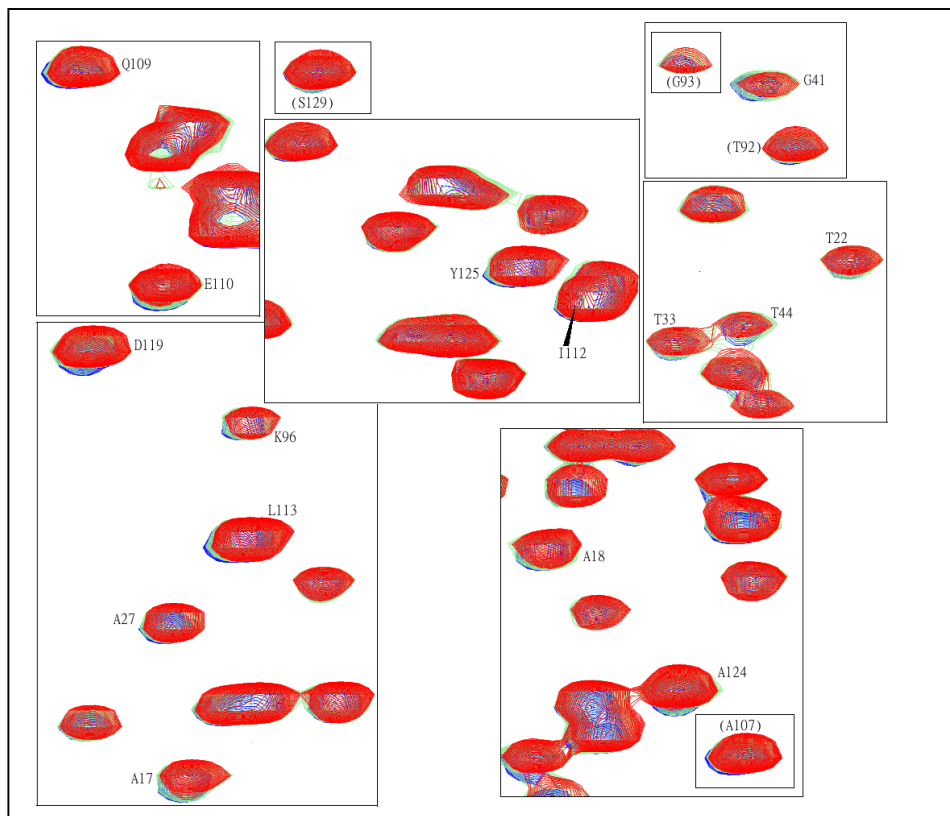 Q109
(S129)
(G93)
G41
(T92)
E110
Y125
I112
T22
T33
T44
D119
K96
L113
A27
A17
A18
A124
(A107)